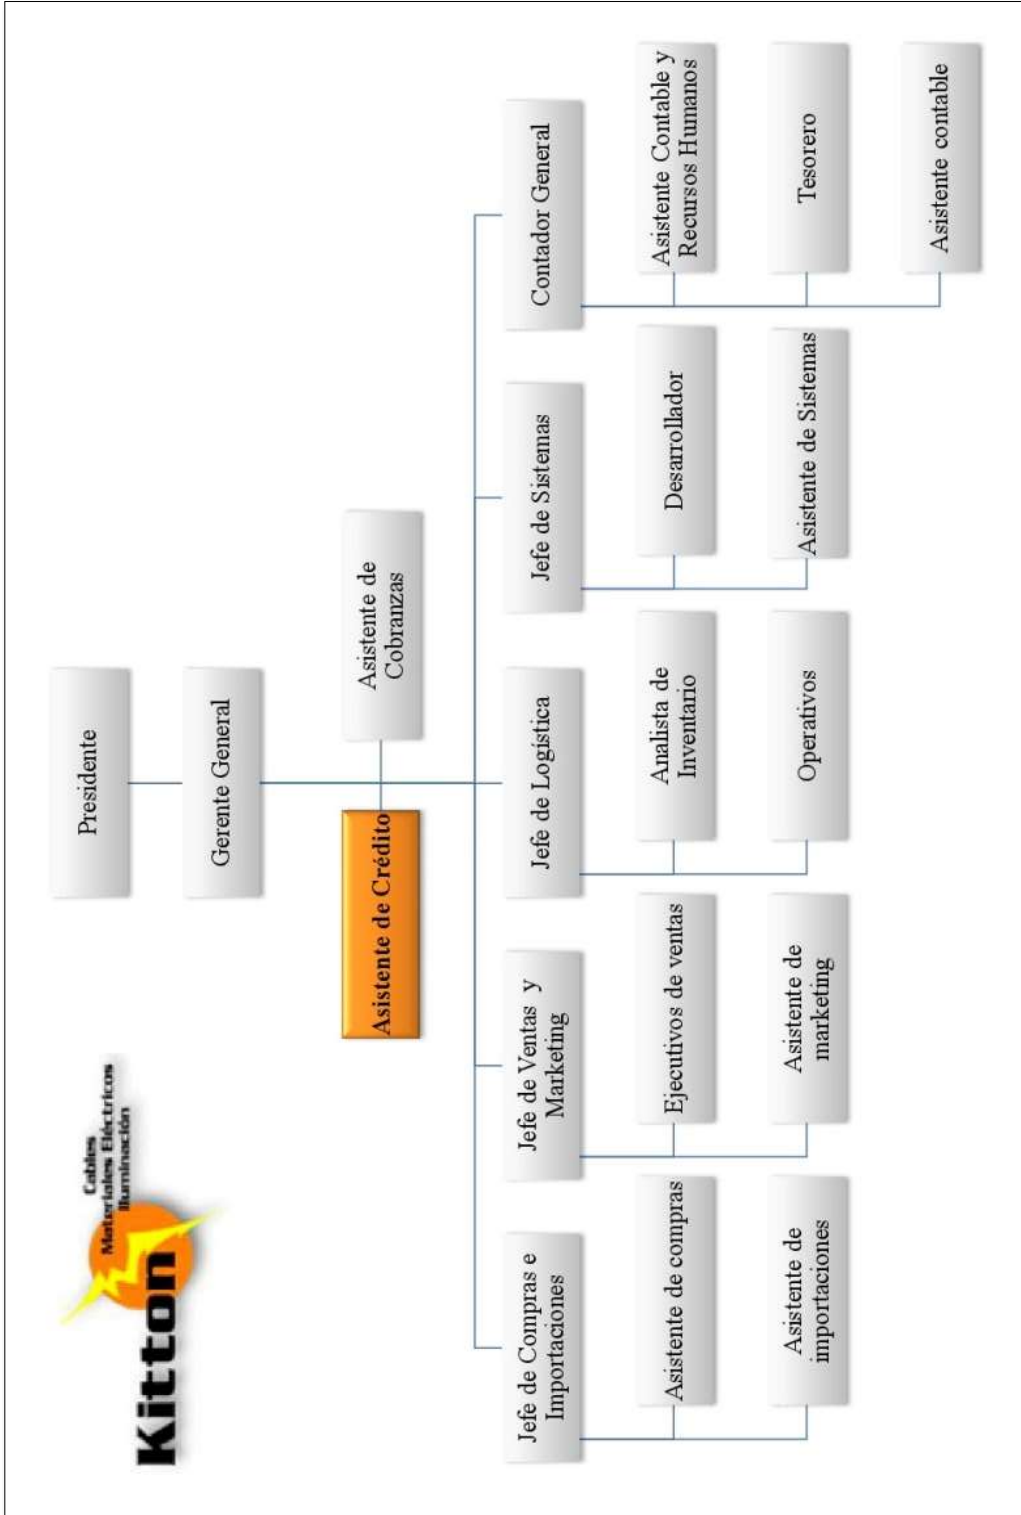 Kitton
Cables
Materiales Eléctricos
Iluminación
Presidente
Gerente General
Asistente de Crédito
Asistente de
Cobranzas
Jefe de Compras e
Importaciones
Asistente de compras
Asistente de
importaciones
Jefe de Ventas y
Marketing
Ejecutivos de ventas
Asistente de
marketing
Jefe de Logística
Analista de
Inventario
Operativos
Jefe de Sistemas
Desarrollador
Asistente de Sistemas
Contador General
Asistente Contable y
Recursos Humanos
Tesorero
Asistente contable